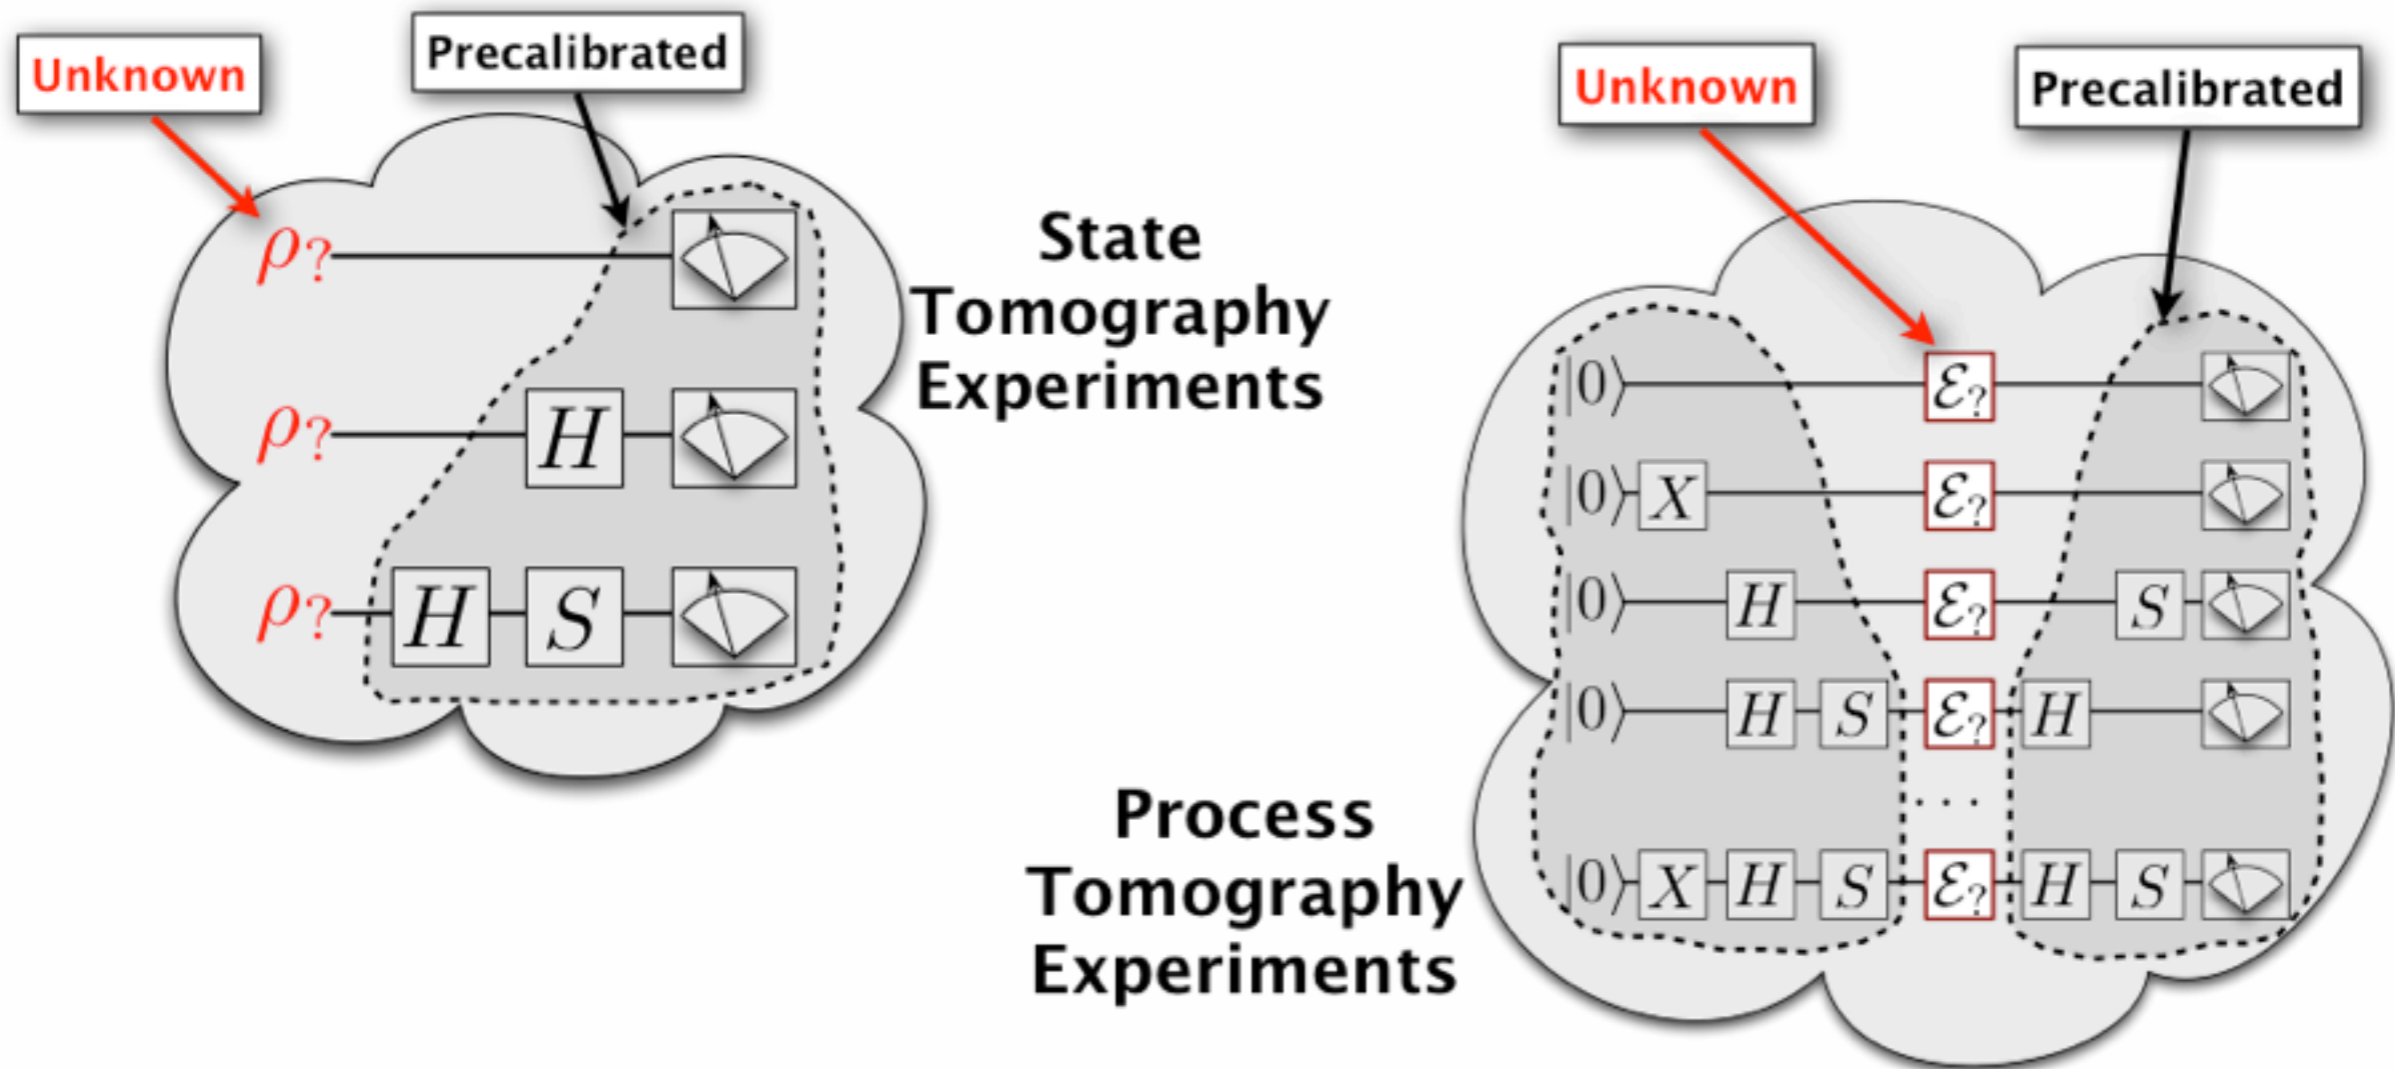 Unknown
Precalibrated
ρ?
ρ? H
ρ? H S
State
Tomography
Experiments
Unknown
Precalibrated
|0⟩ ℰ?
|0⟩ X ℰ?
|0⟩ H ℰ? S
|0⟩ H S ℰ? H
. . .
|0⟩ X H S ℰ? H S
Process
Tomography
Experiments